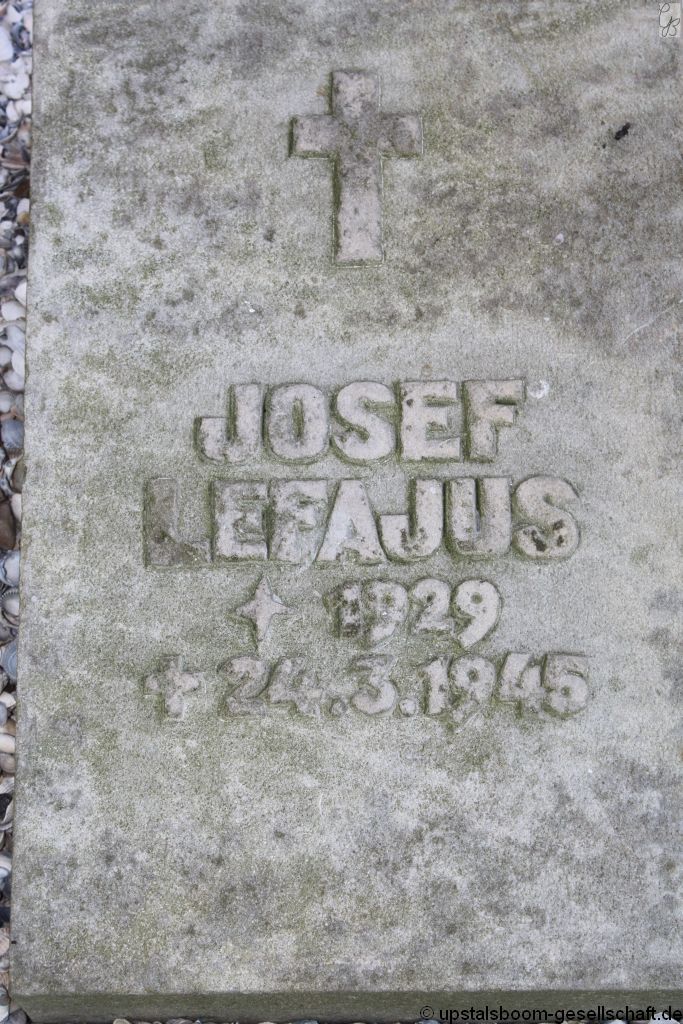 JOSEF
LEFAJUS
1929
24.3.1945
© upstalsboom-gesellschaft.de